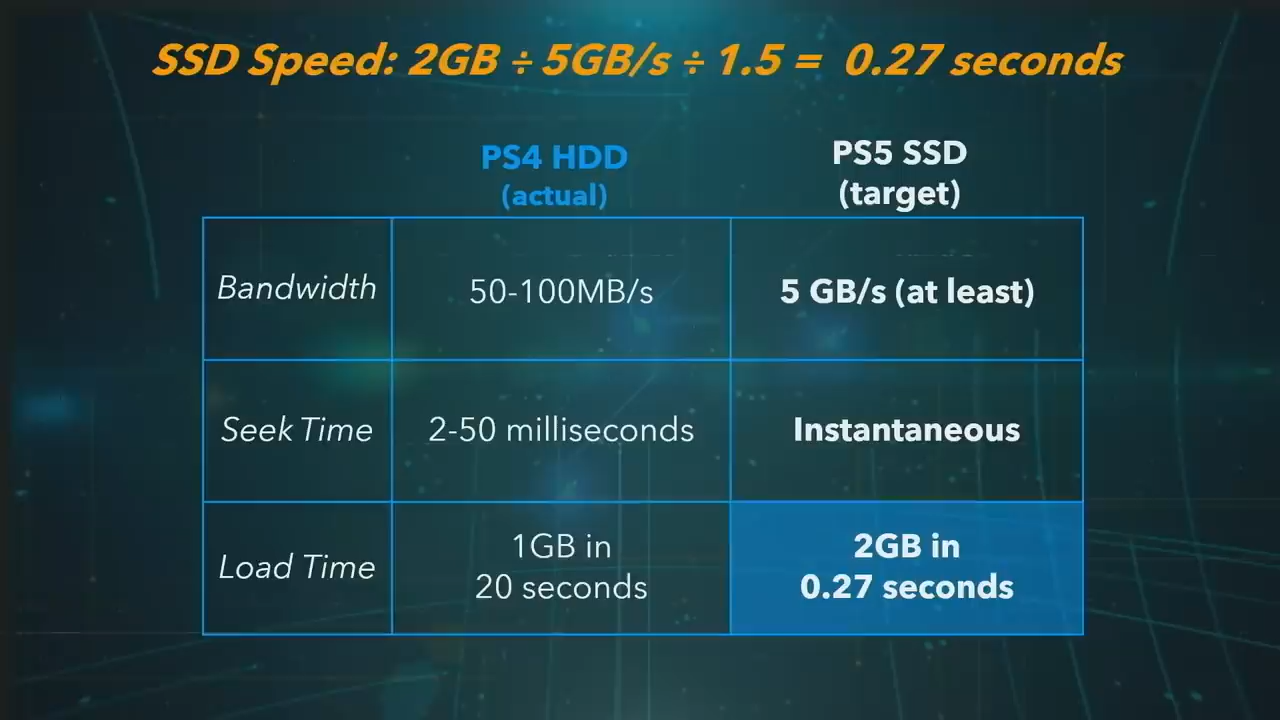 SSD Speed: 2GB ÷ 5GB/s ÷ 1.5 = 0.27 seconds
PS4 HDD
(actual)
PS5 SSD
(target)
Bandwidth
50-100MB/s
5 GB/s (at least)
Seek Time
2-50 milliseconds
Instantaneous
Load Time
1GB in
20 seconds
2GB in
0.27 seconds